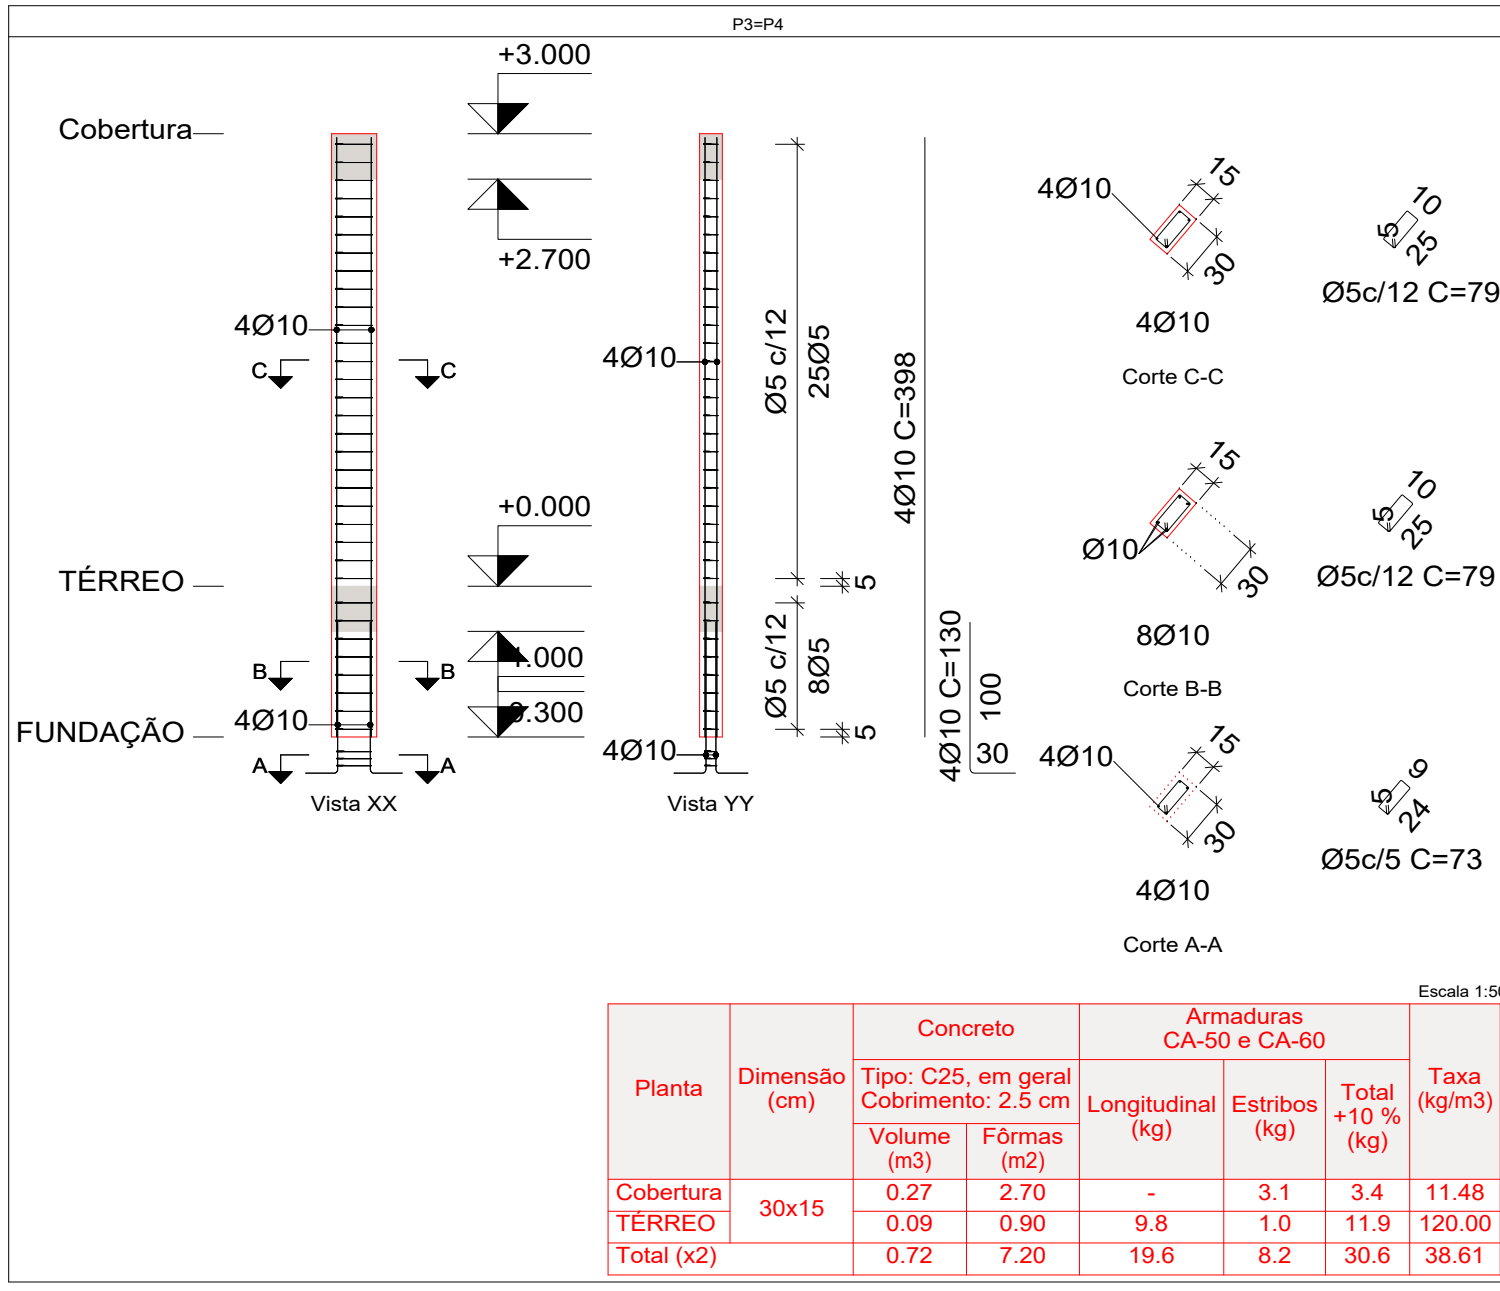 P3=P4
+3.000
Cobertura
+2.700
4Ø10
C
C
4Ø10
Ø5 c/12
25Ø5
4Ø10 C=398
+0.000
TÉRREO
5
Ø5 c/12
8Ø5
4Ø10 C=130
100
30
.000
.300
B
B
FUNDAÇÃO
4Ø10
5
4Ø10
A
A
Vista XX
Vista YY
4Ø10
15
30
4Ø10
Corte C-C
10
5
25
Ø5c/12 C=79
15
Ø10
30
8Ø10
Corte B-B
10
5
25
Ø5c/12 C=79
4Ø10
15
30
4Ø10
Corte A-A
9
5
24
Ø5c/5 C=73
Escala 1:50
Planta
Dimensão
(cm)
Concreto
Armaduras
CA-50 e CA-60
Taxa
(kg/m3)
Tipo: C25, em geral
Cobrimento: 2.5 cm
Longitudinal
(kg)
Estribos
(kg)
Total
+10 %
(kg)
Volume
(m3)
Fôrmas
(m2)
Cobertura 30x15 0.27 2.70 - 3.1 3.4 11.48
TÉRREO 0.09 0.90 9.8 1.0 11.9 120.00
Total (x2) 0.72 7.20 19.6 8.2 30.6 38.61